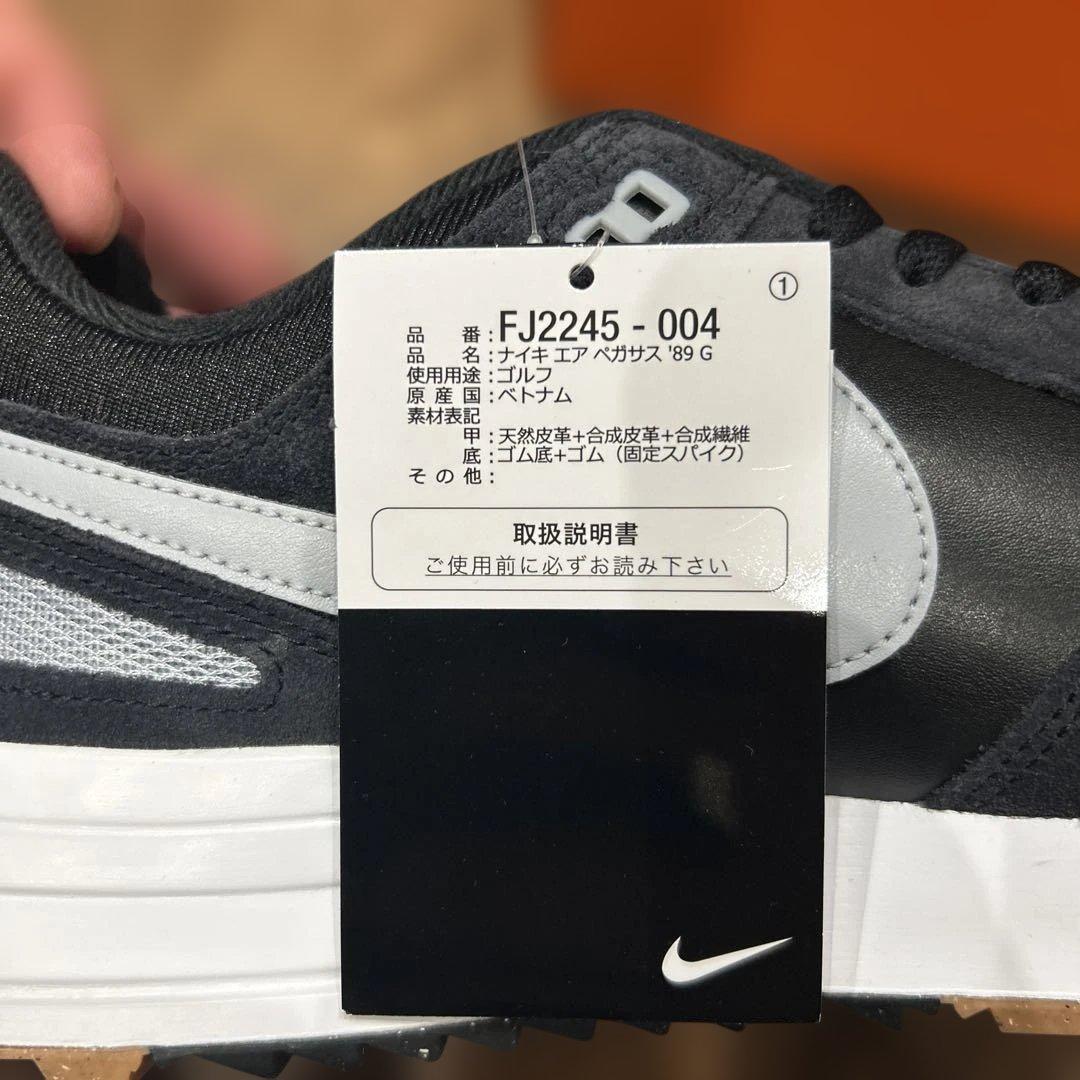 ①
品番:FJ2245 - 004
品名:ナイキ エア ペガサス '89 G
使用用途:ゴルフ
原産国:ベトナム
素材表記
甲:天然皮革+合成皮革+合成繊維
底:ゴム底+ゴム（固定スパイク）
その他:
取扱説明書
ご使用前に必ずお読み下さい